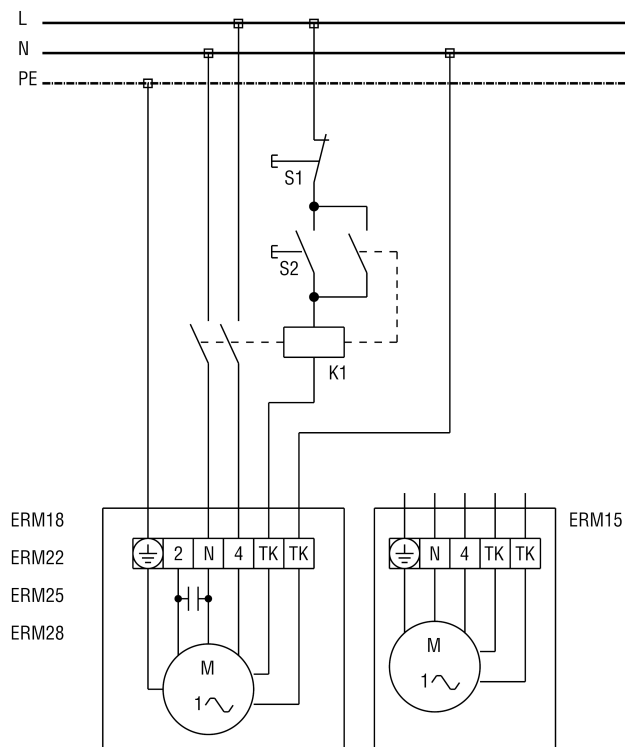 L
N
PE
S1
S2
K1
ERM18
ERM22
ERM25
ERM28
2 N 4 TK TK
M
1
ERM15
N 4 TK TK
M
1